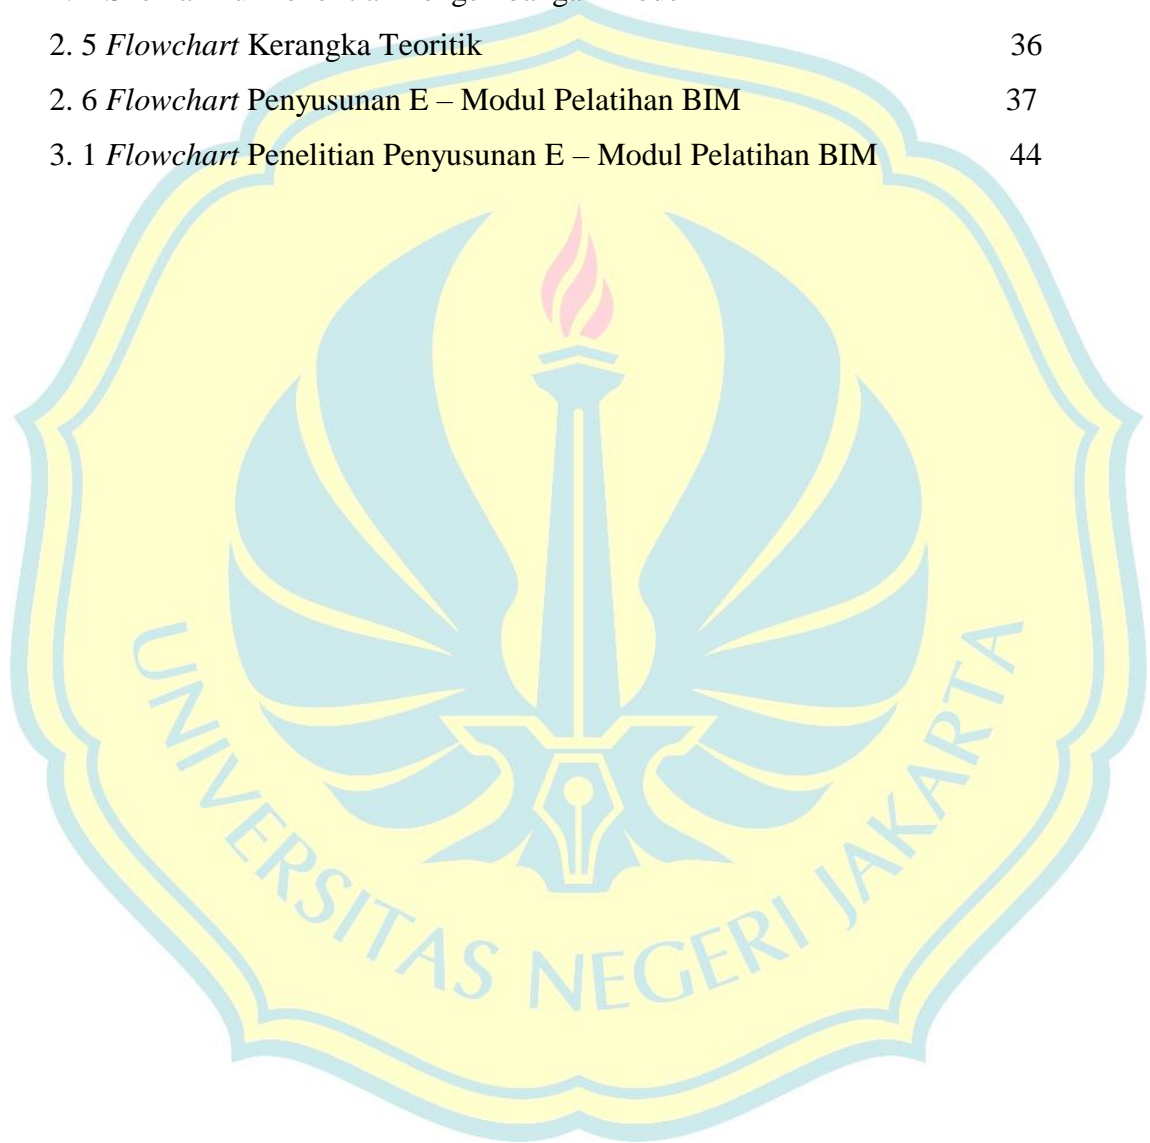 2. 5 Flowchart Kerangka Teoritik 36
2. 6 Flowchart Penyusunan E – Modul Pelatihan BIM 37
3. 1 Flowchart Penelitian Penyusunan E – Modul Pelatihan BIM 44
UNIVERSITAS NEGERI JAKARTA